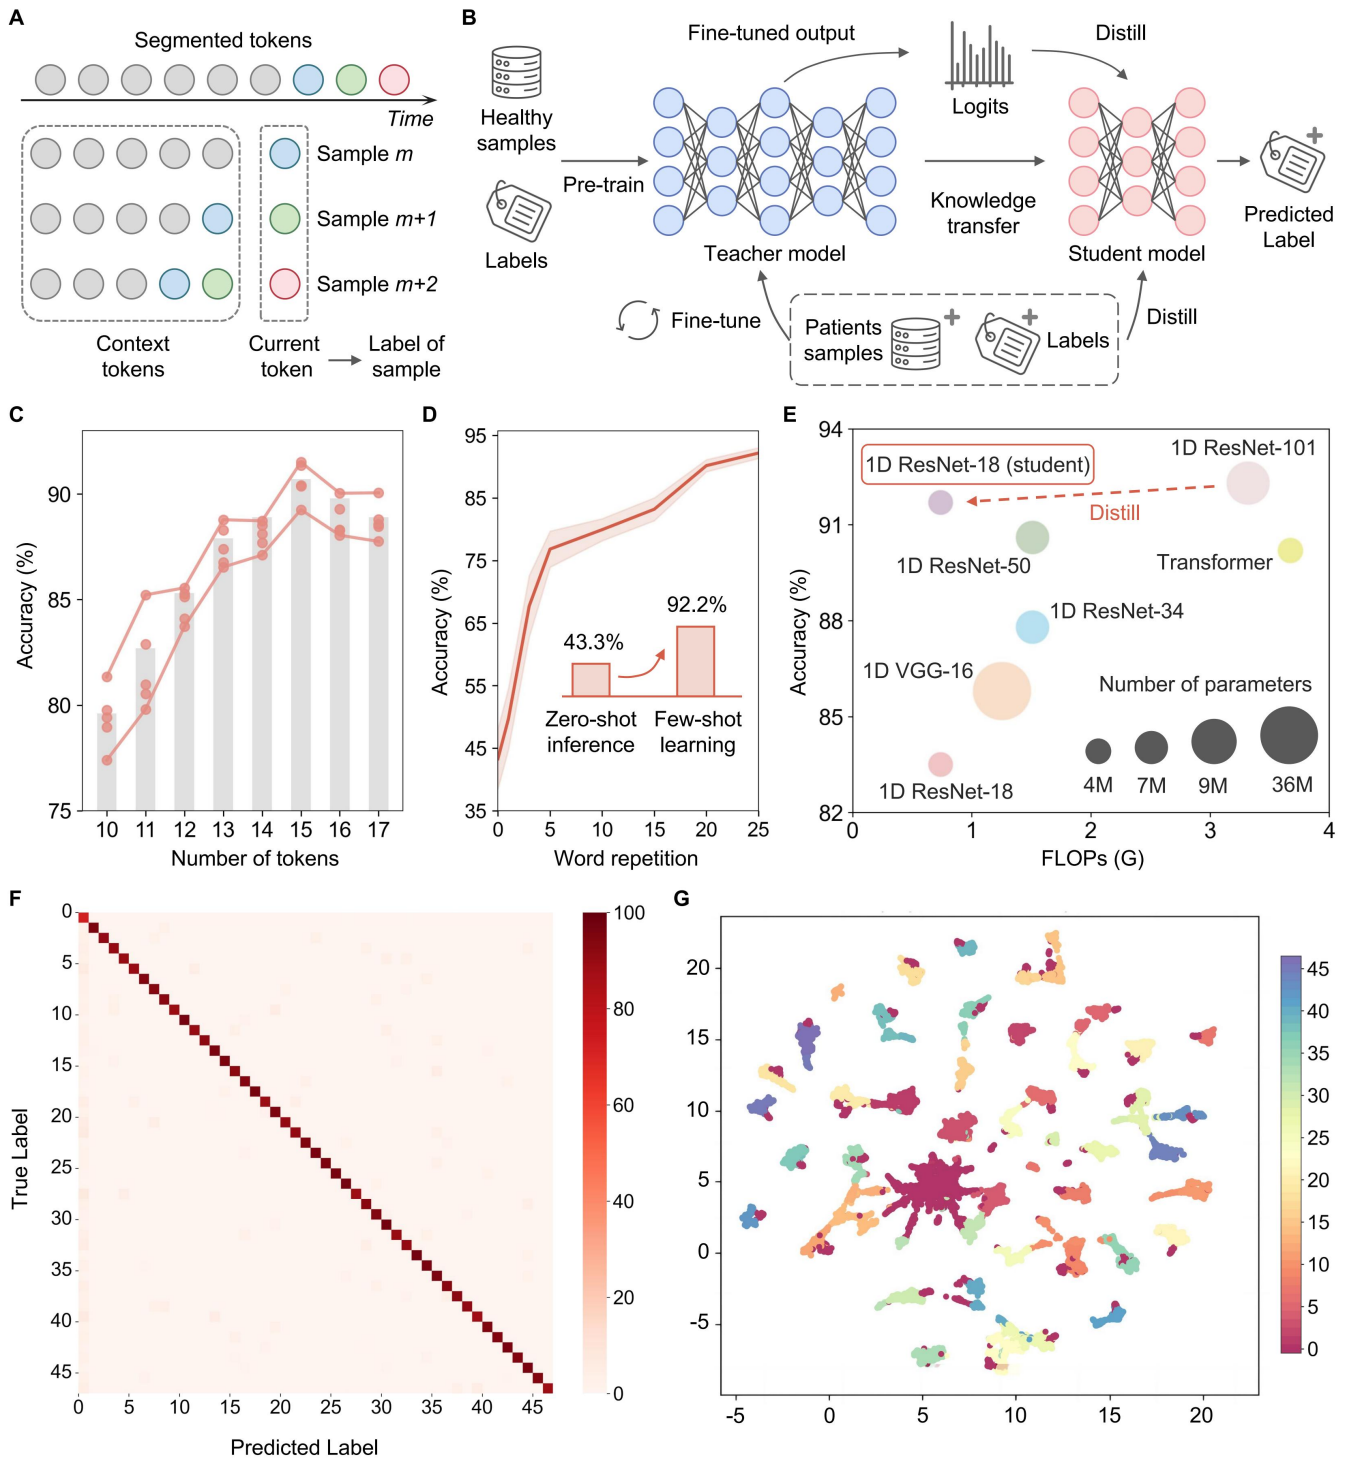 A
Segmented tokens
Time
Sample m
Sample m+1
Sample m+2
Context
tokens
Current
token
Label of
sample
B
Healthy
samples
Labels
Pre-train
Fine-tuned output
Logits
Distill
Teacher model
Knowledge
transfer
Student model
Predicted
Label
Fine-tune
Patients
samples
Labels
Distill
C
Accuracy (%)
90
85
80
75
10 11 12 13 14 15 16 17
Number of tokens
D
Accuracy (%)
95
85
75
65
55
45
35
43.3%
92.2%
Zero-shot
inference
Few-shot
learning
0 5 10 15 20 25
Word repetition
E
Accuracy (%)
94
91
88
85
82
1D ResNet-18 (student)
1D ResNet-101
Distill
1D ResNet-50
Transformer
1D ResNet-34
1D VGG-16
Number of parameters
4M 7M 9M 36M
1D ResNet-18
0 1 2 3 4
FLOPs (G)
F
True Label
0
5
10
15
20
25
30
35
40
45
0 5 10 15 20 25 30 35 40 45
Predicted Label
100
80
60
40
20
0
G
20
15
10
5
0
-5
-5 0 5 10 15 20
45
40
35
30
25
20
15
10
5
0